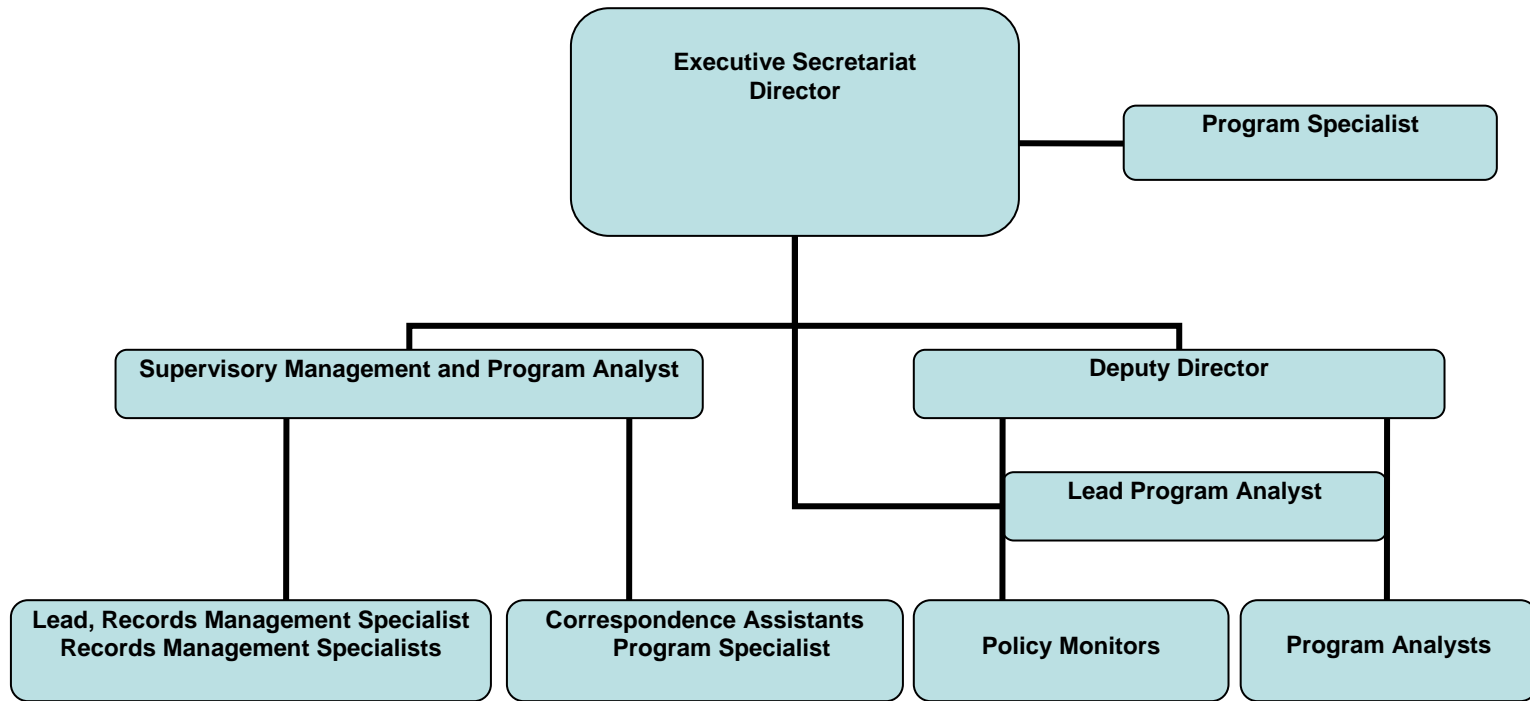 Executive Secretariat
Director
Program Specialist
Supervisory Management and Program Analyst
Deputy Director
Lead Program Analyst
Lead, Records Management Specialist
Records Management Specialists
Correspondence Assistants
Program Specialist
Policy Monitors
Program Analysts